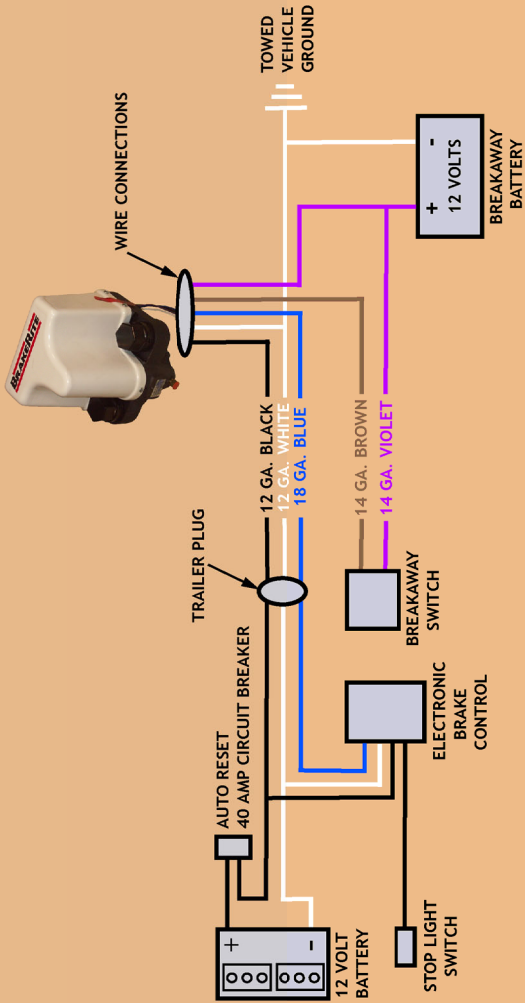 BRAKERITE
WIRE CONNECTIONS
TOWED
VEHICLE
GROUND
TRAILER PLUG
12 GA. BLACK
12 GA. WHITE
18 GA. BLUE
14 GA. BROWN
14 GA. VIOLET
+
-
12 VOLTS
BREAKAWAY
BATTERY
AUTO RESET
40 AMP CIRCUIT BREAKER
BREAKAWAY
SWITCH
ELECTRONIC
BRAKE
CONTROL
+
-
12 VOLT
BATTERY
STOP LIGHT
SWITCH